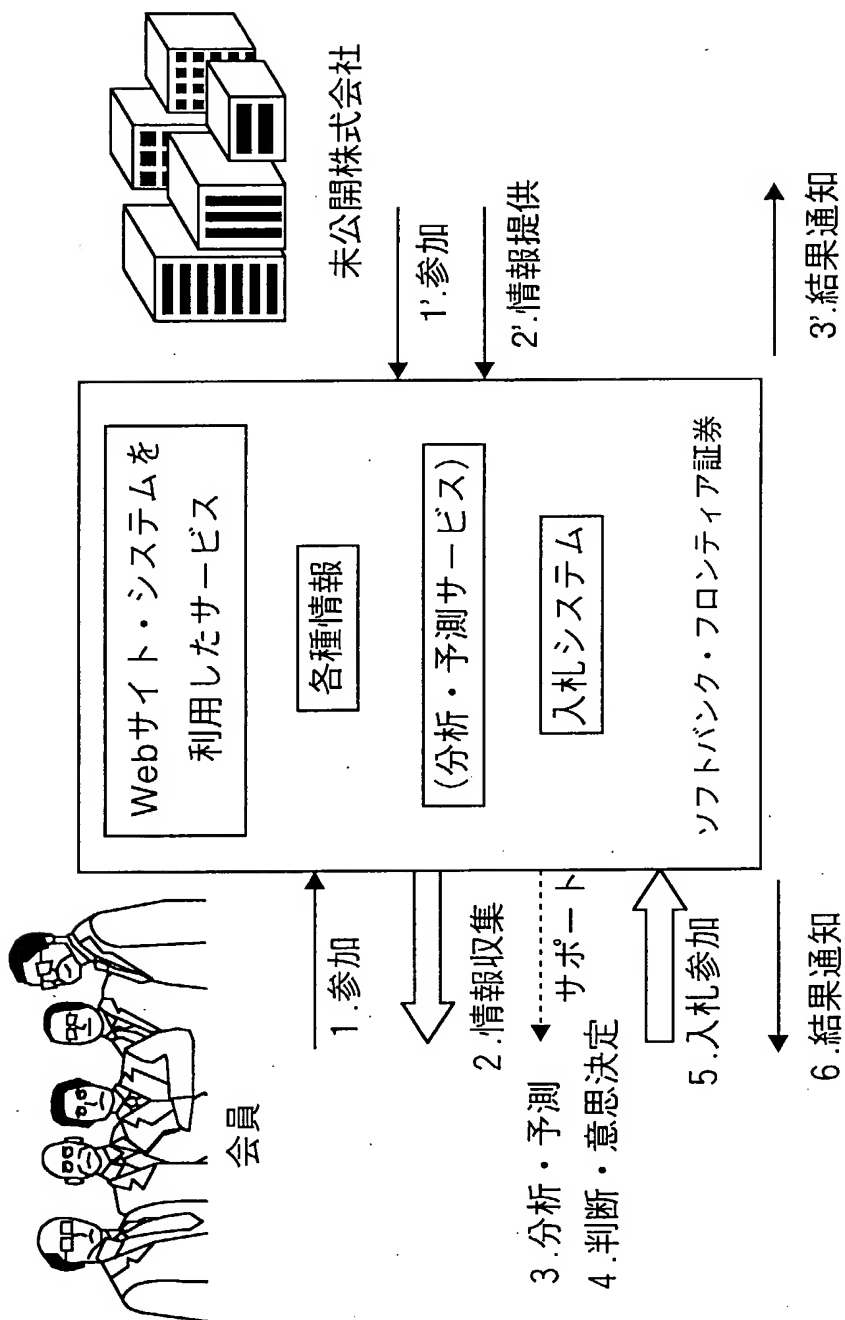 会員
1.参加
2.情報収集
サポート
3.分析・予測
4.判断・意思決定
5.入札参加
6.結果通知
Webサイト・システムを
利用したサービス
各種情報
(分析・予測サービス)
入札システム
ソフトバンク・フロンティア証券
未公開株式会社
1'.参加
2'.情報提供
3'.結果通知